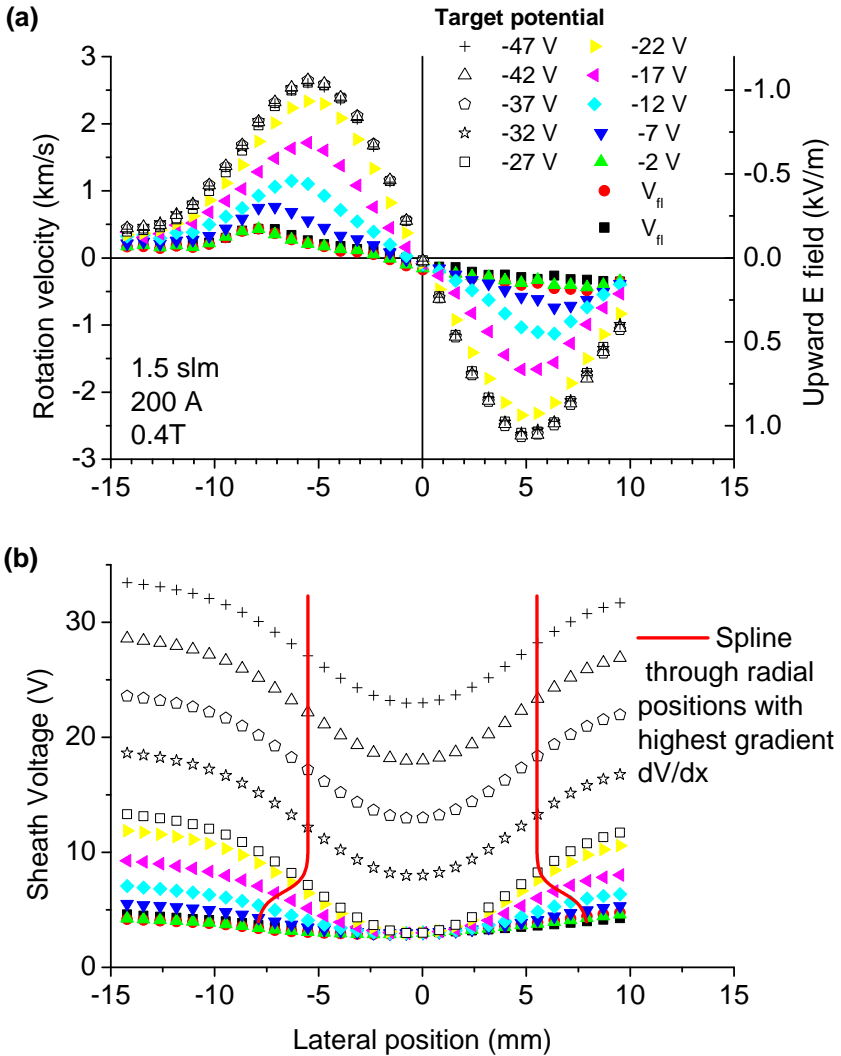 (a)
Target potential
-47 V
-22 V
-42 V
-17 V
-37 V
-12 V
-32 V
-7 V
-27 V
-2 V
V_fl
V_fl
3
2
1
0
-1
-2
-3
Rotation velocity (km/s)
-1.0
-0.5
0.0
0.5
1.0
Upward E field (kV/m)
1.5 slm
200 A
0.4T
-15
-10
-5
0
5
10
15
(b)
30
20
10
0
Sheath Voltage (V)
Spline
through radial
positions with
highest gradient
dV/dx
-15
-10
-5
0
5
10
15
Lateral position (mm)